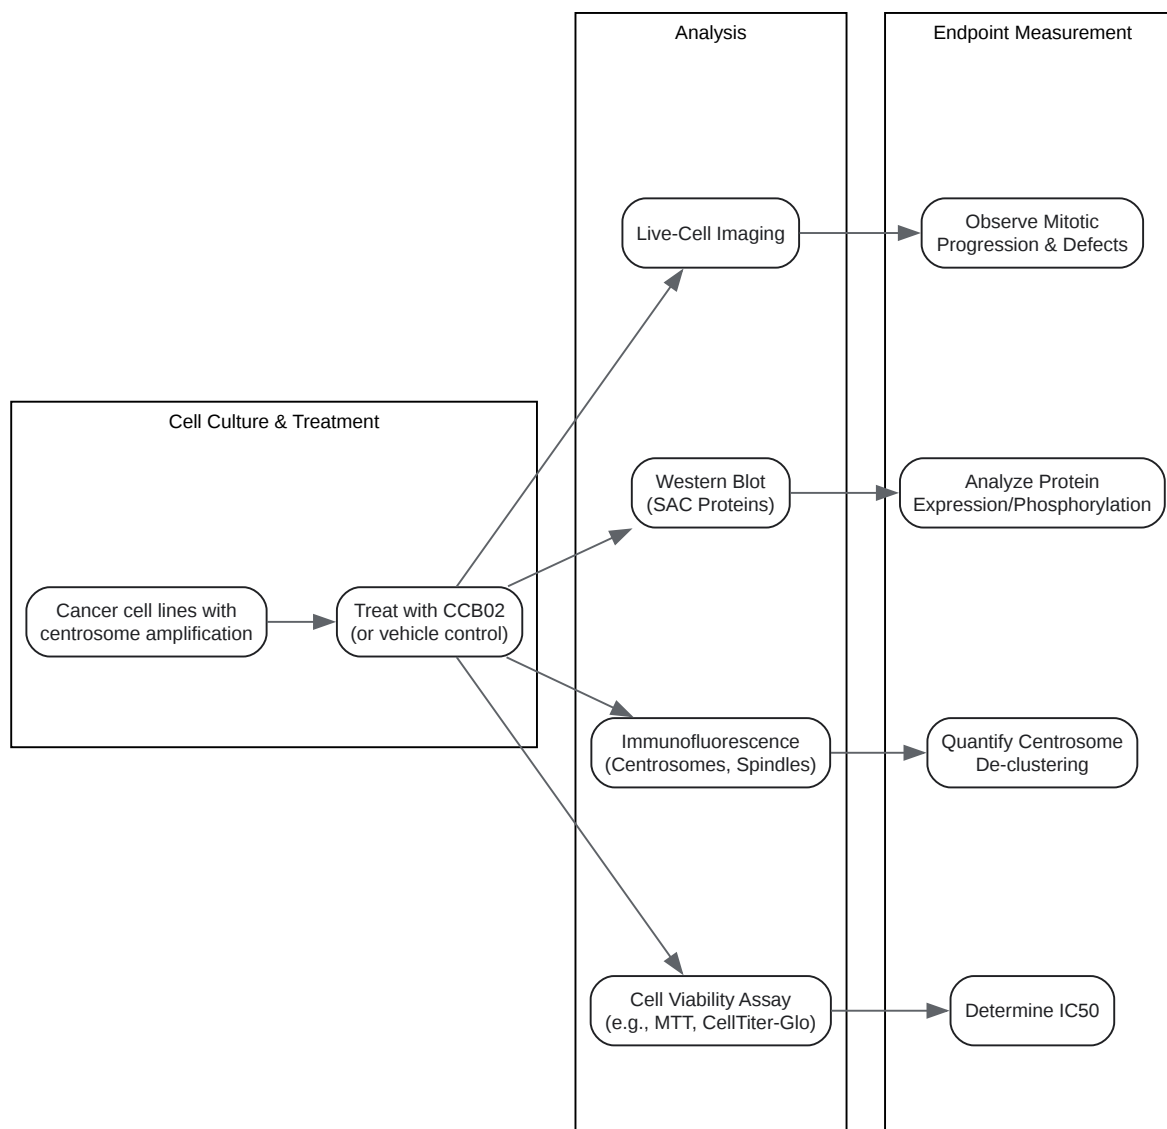 Analysis
Endpoint Measurement
Live-Cell Imaging
Observe Mitotic
Progression & Defects
Cell Culture & Treatment
Western Blot
(SAC Proteins)
Analyze Protein
Expression/Phosphorylation
Cancer cell lines with
centrosome amplification
Treat with CCB02
(or vehicle control)
Immunofluorescence
(Centrosomes, Spindles)
Quantify Centrosome
De-clustering
Cell Viability Assay
(e.g., MTT, CellTiter-Glo)
Determine IC50